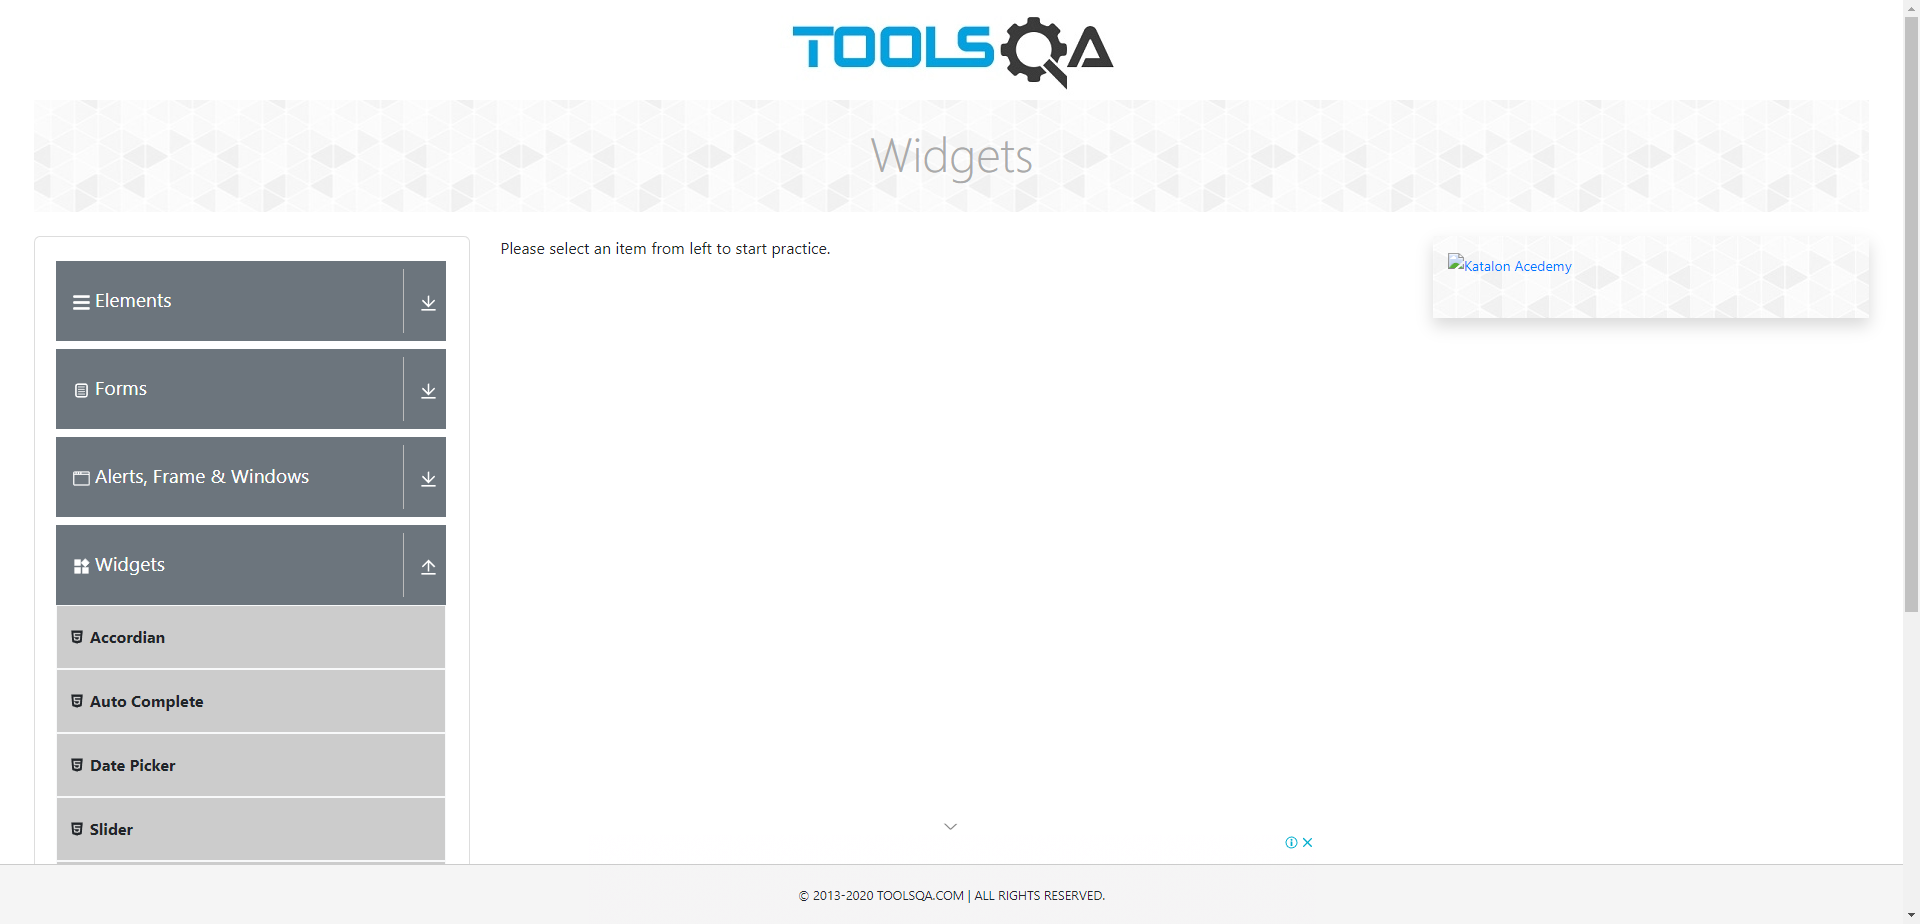 TOOLSQA
Widgets
Elements
Forms
Alerts, Frame & Windows
Widgets
Accordian
Auto Complete
Date Picker
Slider
Please select an item from left to start practice.
Katalon Acedemy
© 2013-2020 TOOLSQA.COM | ALL RIGHTS RESERVED.